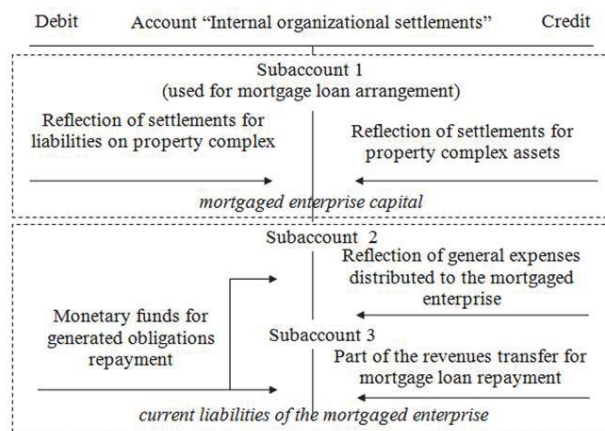 Debit
Account “Internal organizational settlements”
Credit
Subaccount 1
(used for mortgage loan arrangement)
Reflection of settlements for
liabilities on property complex
Reflection of settlements for
property complex assets
mortgaged enterprise capital
Subaccount 2
Reflection of general expenses
distributed to the mortgaged
enterprise
Monetary funds for
generated obligations
repayment
Subaccount 3
Part of the revenues transfer for
mortgage loan repayment
current liabilities of the mortgaged enterprise